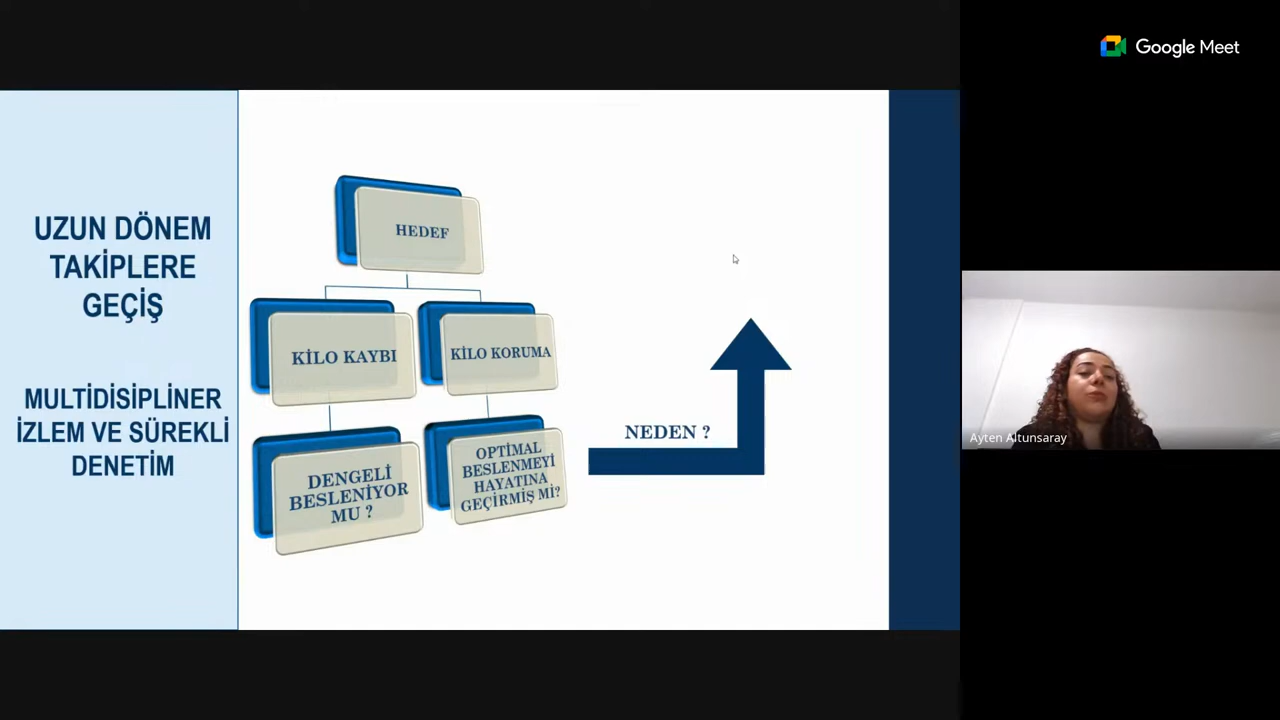 Google Meet
UZUN DÖNEM
TAKİPLERE
GEÇİŞ
MULTİDİSİPLİNER
İZLEM VE SÜREKLİ
DENETİM
HEDEF
KİLO KAYBI
KİLO KORUMA
DENGELİ
BESLENİYOR
MU ?
OPTİMAL
BESLENMEYİ
HAYATINA
GEÇİRMİŞ Mİ?
NEDEN ?
Ayten Altunsaray